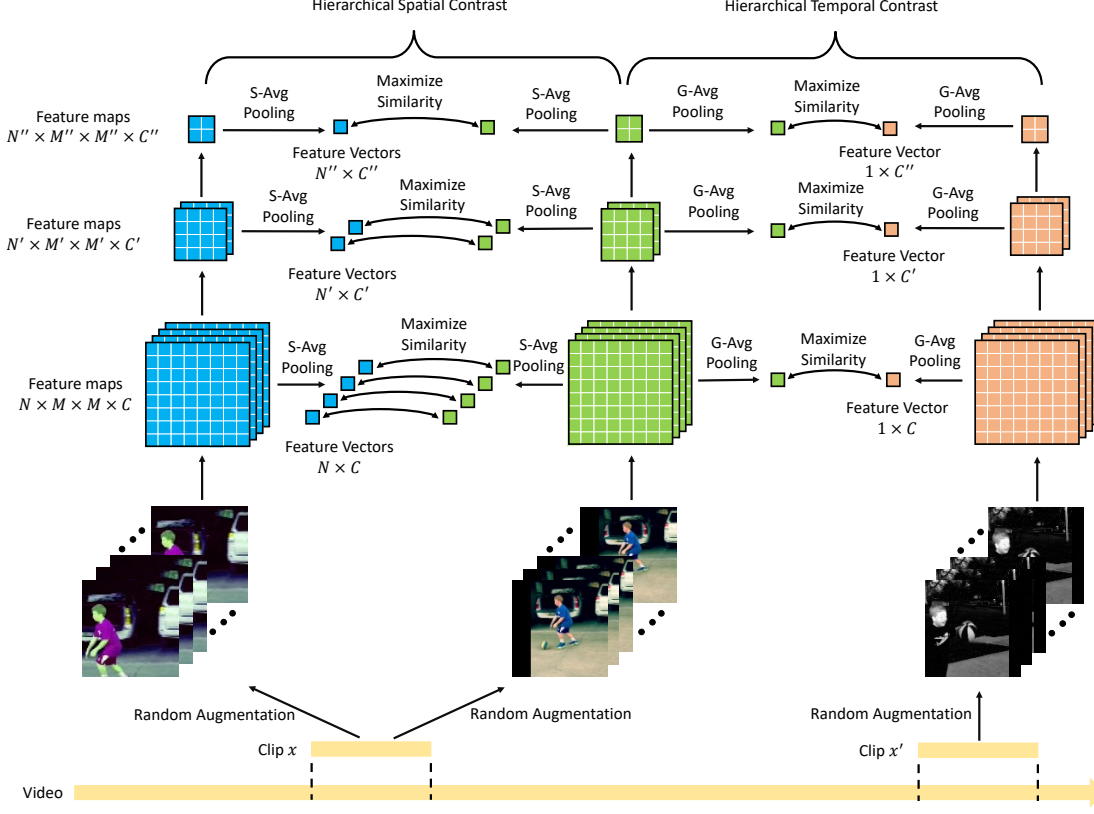 Hierarchical Spatial Contrast
Hierarchical Temporal Contrast
Feature maps
N'' × M'' × M'' × C''
S-Avg
Pooling
Maximize
Similarity
S-Avg
Pooling
G-Avg
Pooling
Maximize
Similarity
G-Avg
Pooling
Feature Vectors
N'' × C''
Feature Vector
1 × C''
Feature maps
N' × M' × M' × C'
S-Avg
Pooling
Maximize
Similarity
S-Avg
Pooling
G-Avg
Pooling
Maximize
Similarity
G-Avg
Pooling
Feature Vectors
N' × C'
Feature Vector
1 × C'
Feature maps
N × M × M × C
S-Avg
Pooling
Maximize
Similarity
S-Avg
Pooling
G-Avg
Pooling
Maximize
Similarity
G-Avg
Pooling
Feature Vectors
N × C
Feature Vector
1 × C
Random Augmentation
Random Augmentation
Random Augmentation
Clip x
Clip x'
Video